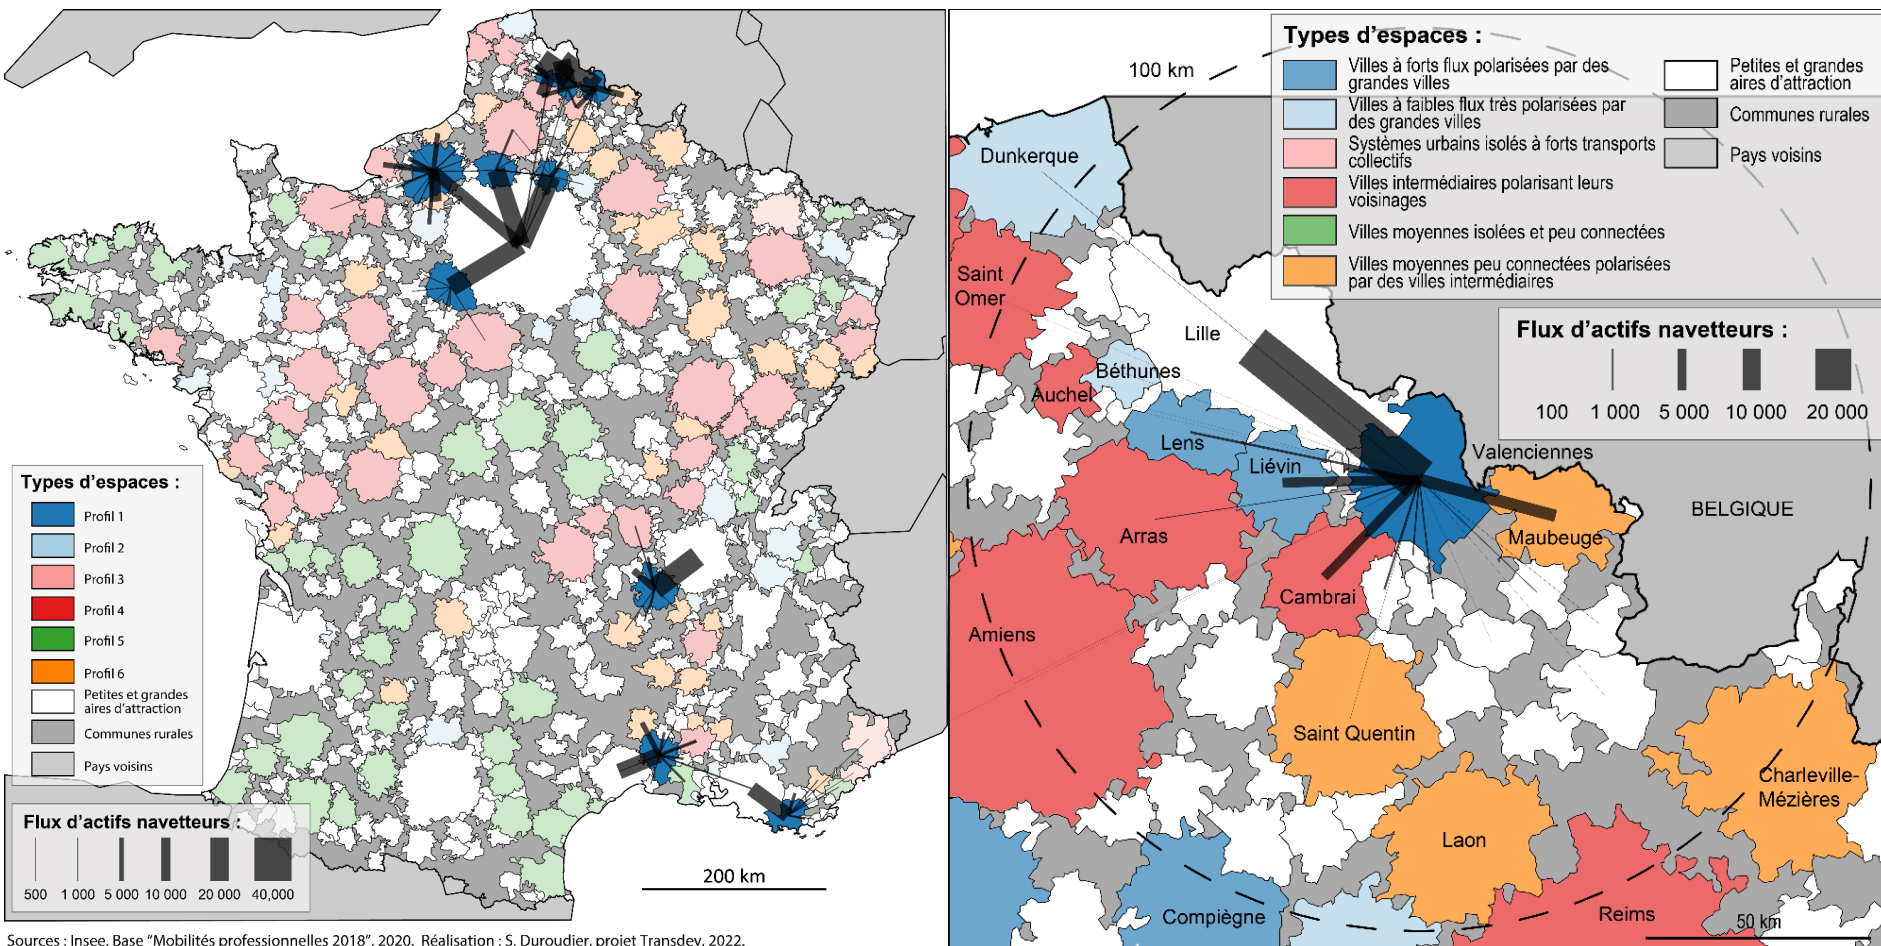 Types d'espaces :
Profil 1
Profil 2
Profil 3
Profil 4
Profil 5
Profil 6
Petites et grandes
aires d'attraction
Communes rurales
Pays voisins
Flux d'actifs navetteurs :
500 1 000 5 000 10 000 20 000 40,000
200 km
Sources : Insee, Base "Mobilités professionnelles 2018", 2020. Réalisation : S. Duroudier, projet Transdev, 2022.
100 km
Types d'espaces :
Villes à forts flux polarisées par des
grandes villes
Villes à faibles flux très polarisées par
des grandes villes
Systèmes urbains isolés à forts transports
collectifs
Villes intermédiaires polarisant leurs
voisinages
Villes moyennes isolées et peu connectées
Villes moyennes peu connectées polarisées
par des villes intermédiaires
Petites et grandes
aires d'attraction
Communes rurales
Pays voisins
Flux d'actifs navetteurs :
100 1 000 5 000 10 000 20 000
Dunkerque
Saint
Omer
Lille
Béthunes
Auchel
Lens
Liévin
Valenciennes
BELGIQUE
Arras
Maubeuge
Cambrai
Amiens
Saint Quentin
Charleville-
Mézières
Laon
Compiègne
Reims
50 km